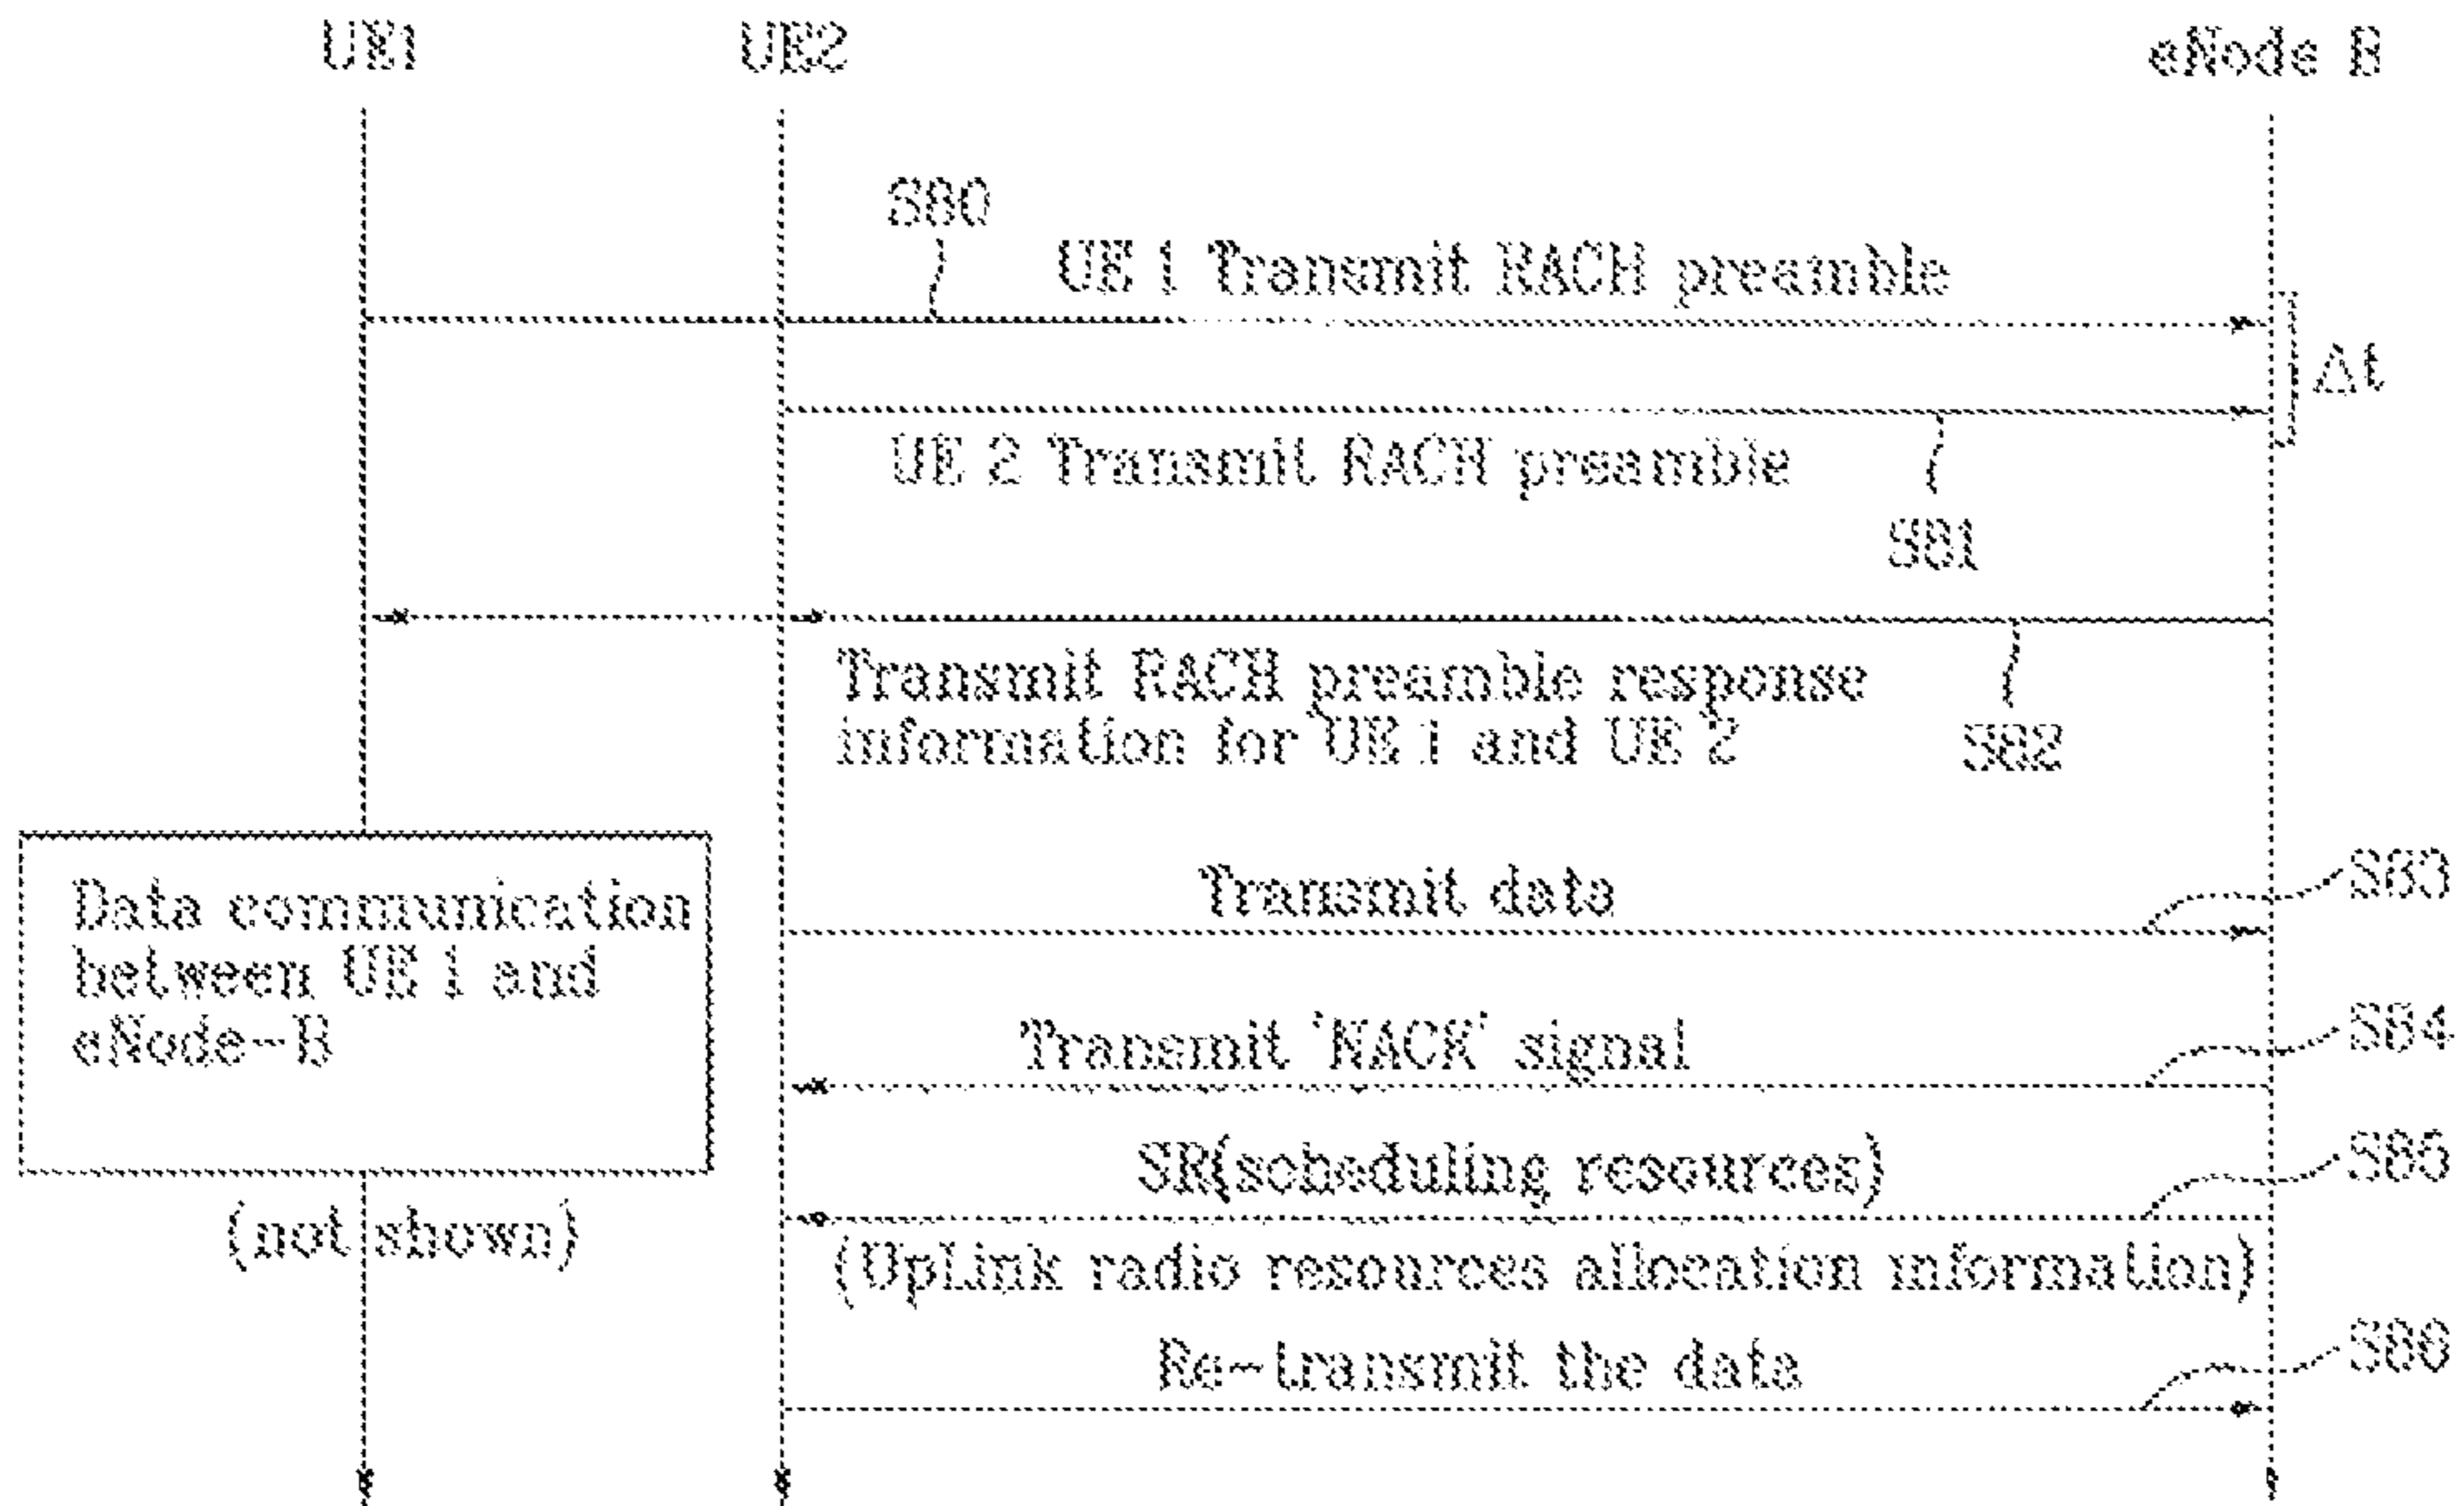 UE1
UE2
eNode B
S80
UE 1 Transmit RACH preamble
Δt
UE 2 Transmit RACH preamble
S81
Transmit RACH preamble response
information for UE 1 and UE 2
S82
Data communication
between UE 1 and
eNode-B
(not shown)
Transmit data
S83
Transmit 'NACK' signal
S84
SR(scheduling resources)
S85
(UpLink radio resources allocation information)
Re-transmit the data
S86